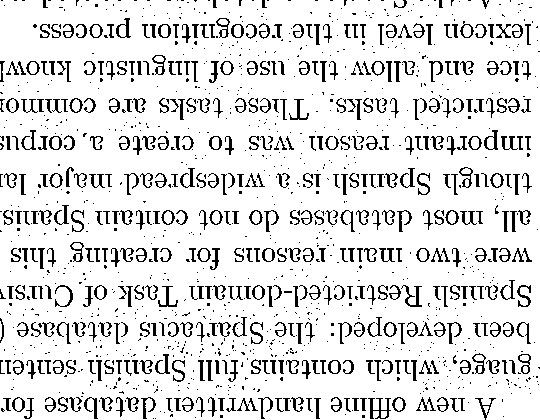 A new offline handwritten database for
guage, which contains full Spanish senten
been developed: the Spartacus database (
Spanish Restricted-domain Task of Cursiv
were two main reasons for creating this
all, most databases do not contain Spanis
though Spanish is a widespread major lan
important reason was to create a corpus
restricted tasks. These tasks are common
tice and allow the use of linguistic knowl
lexicon level in the recognition process.